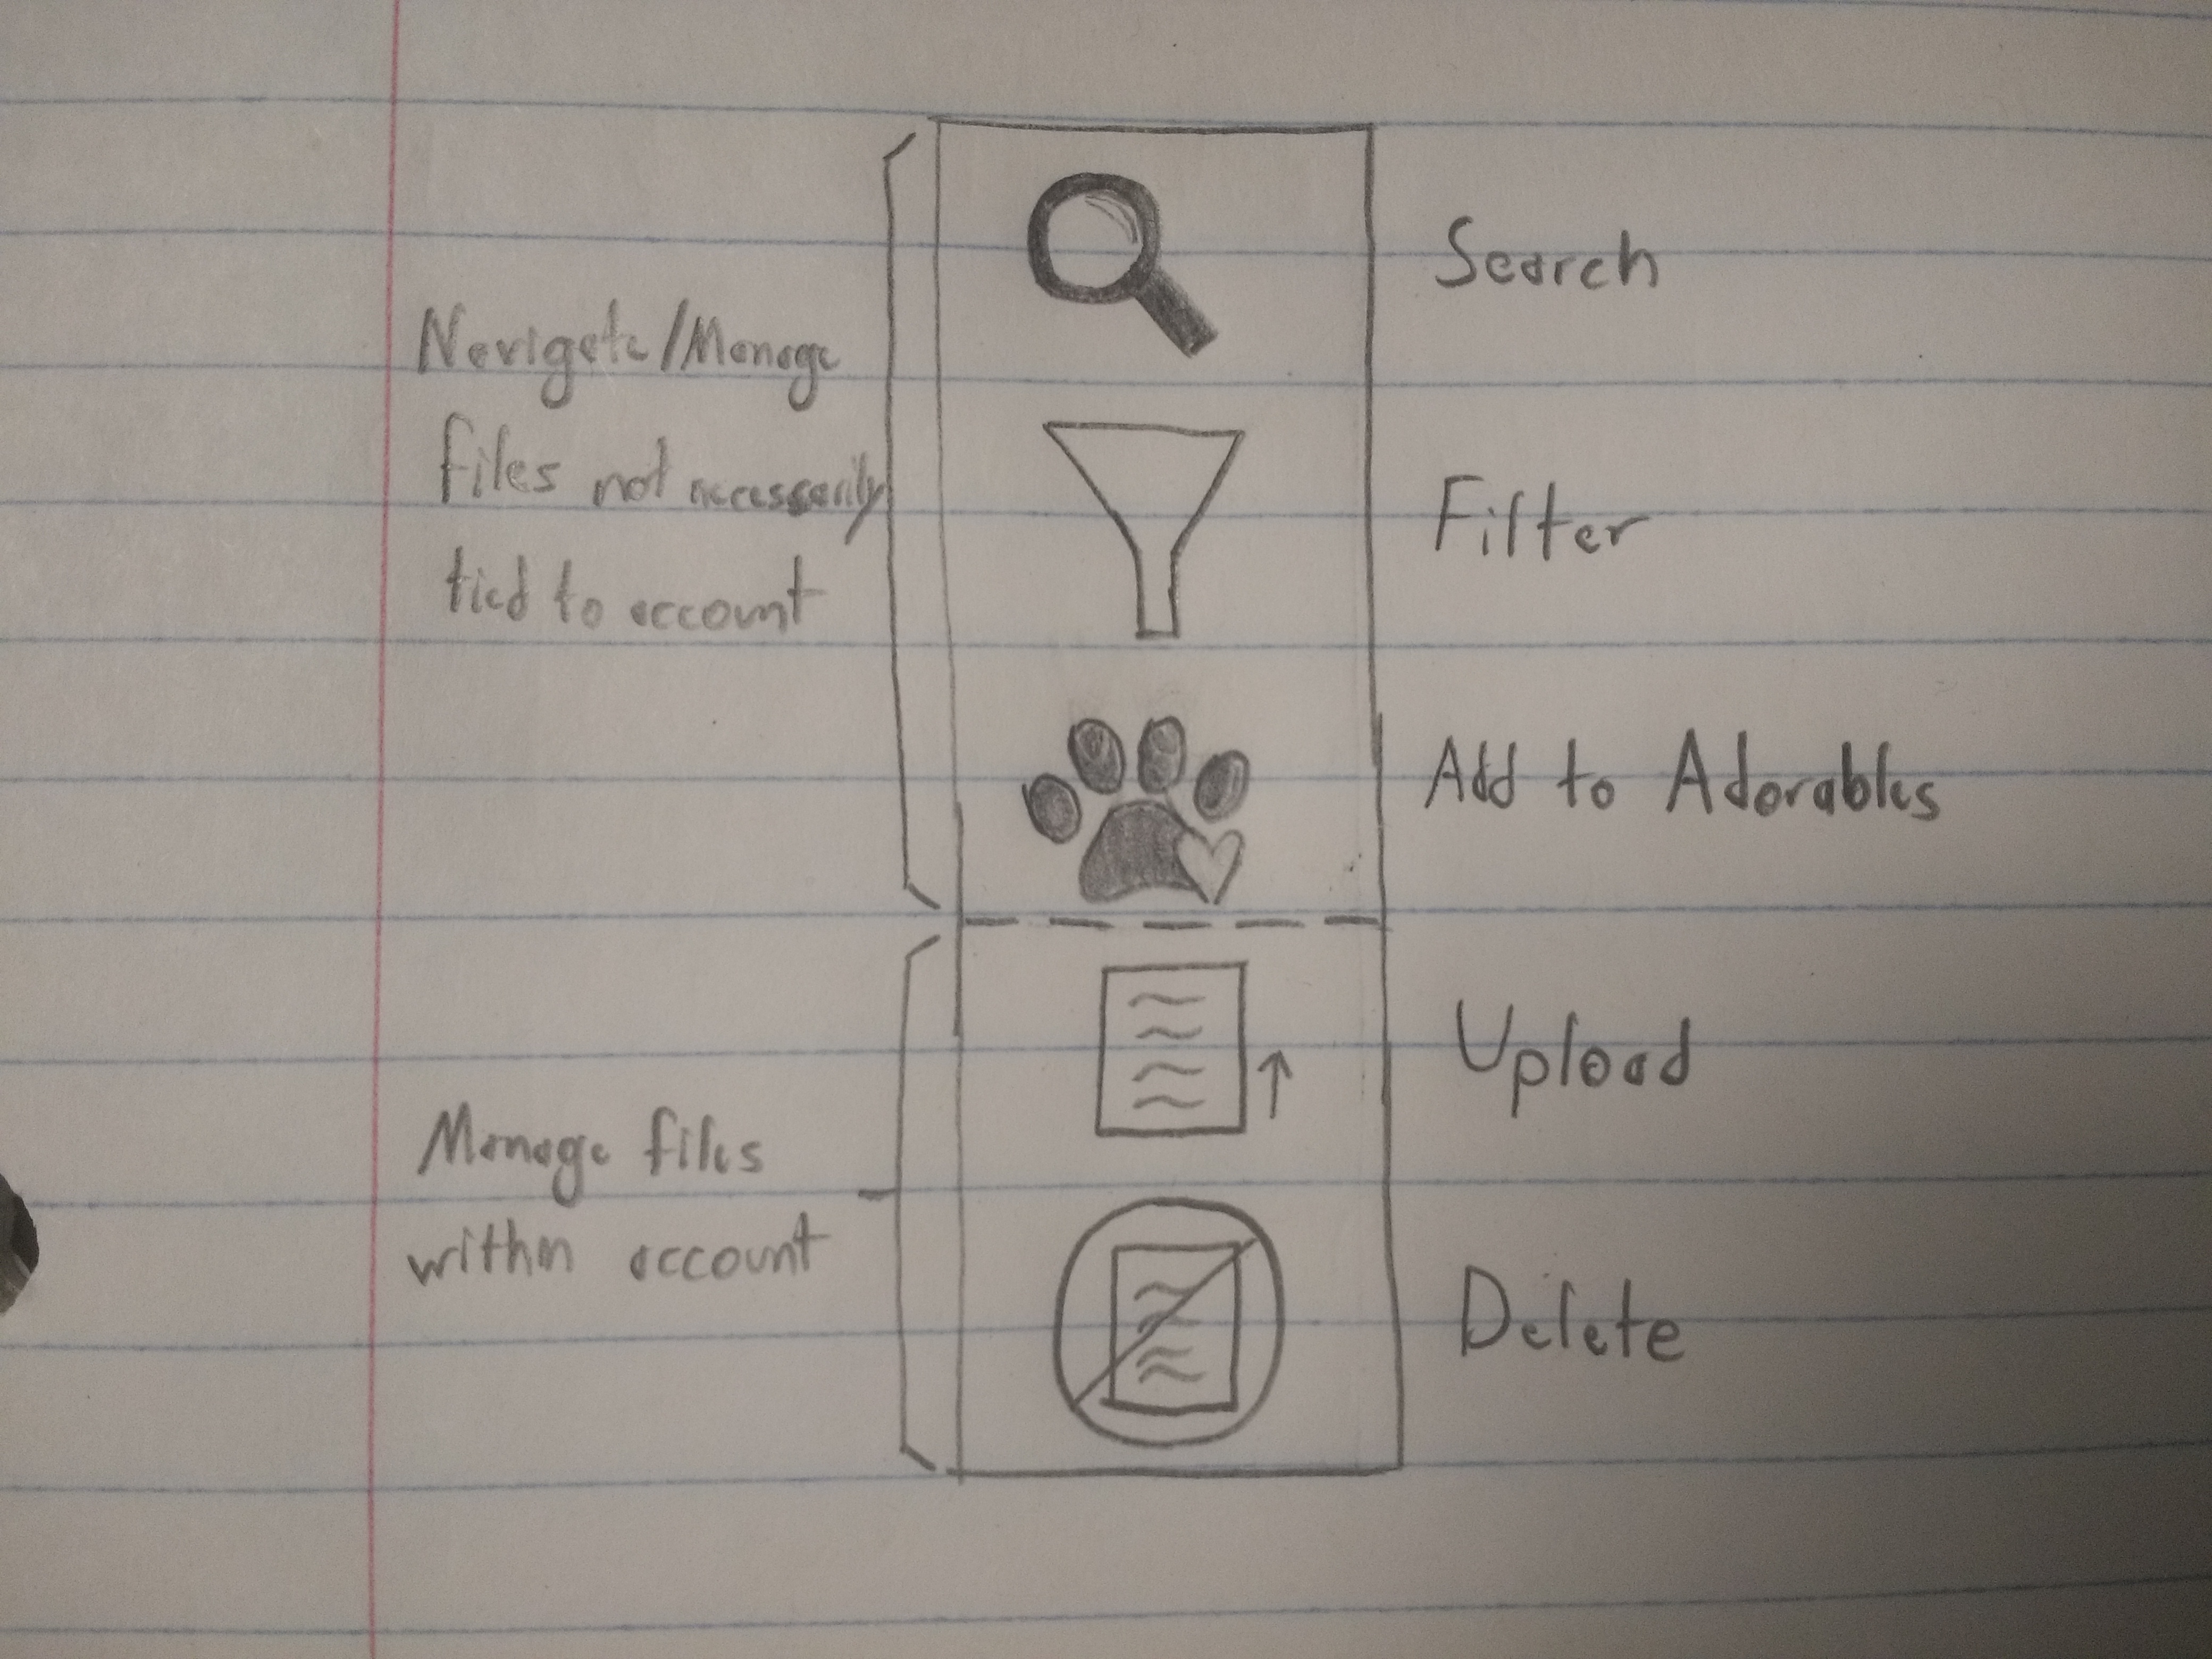 Search
Navigate/Manage
files not necessarily
tied to account
Filter
Add to Adorables
Upload
Manage files
within account
Delete